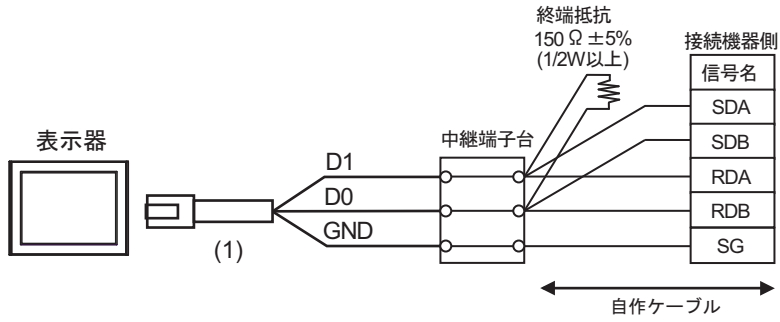 終端抵抗
150 Ω ±5%
(1/2W以上)
接続機器側
信号名
SDA
SDB
RDA
RDB
SG
中継端子台
表示器
D1
D0
GND
(1)
自作ケーブル